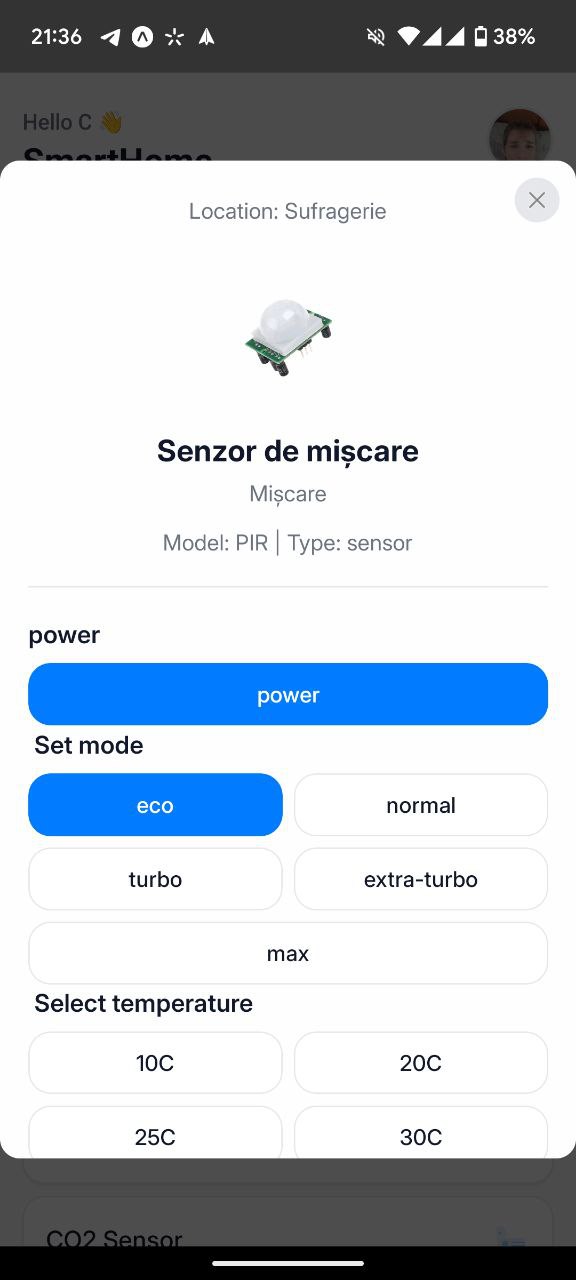 21:36 38%
Hello C 👋
SmartHome
Location: Sufragerie
Senzor de mișcare
Mișcare
Model: PIR | Type: sensor
power
power
Set mode
eco normal
turbo extra-turbo
max
Select temperature
10C 20C
25C 30C
CO2 Sensor